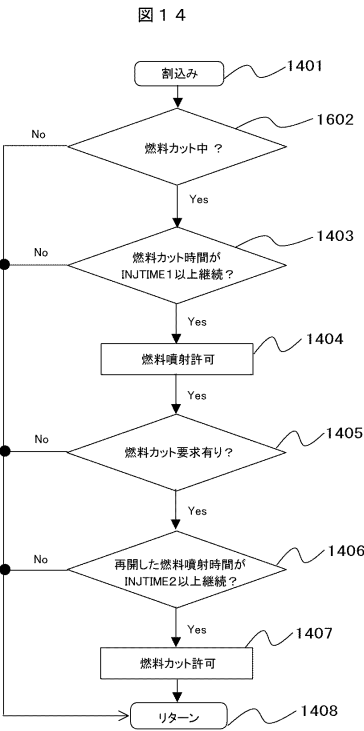 図１４
割込み
1401
No
燃料カット中 ？
1602
Yes
No
燃料カット時間が
INJTIME１以上継続？
1403
Yes
燃料噴射許可
1404
Yes
No
燃料カット要求有り？
1405
Yes
No
再開した燃料噴射時間が
INJTIME２以上継続？
1406
Yes
燃料カット許可
1407
リターン
1408